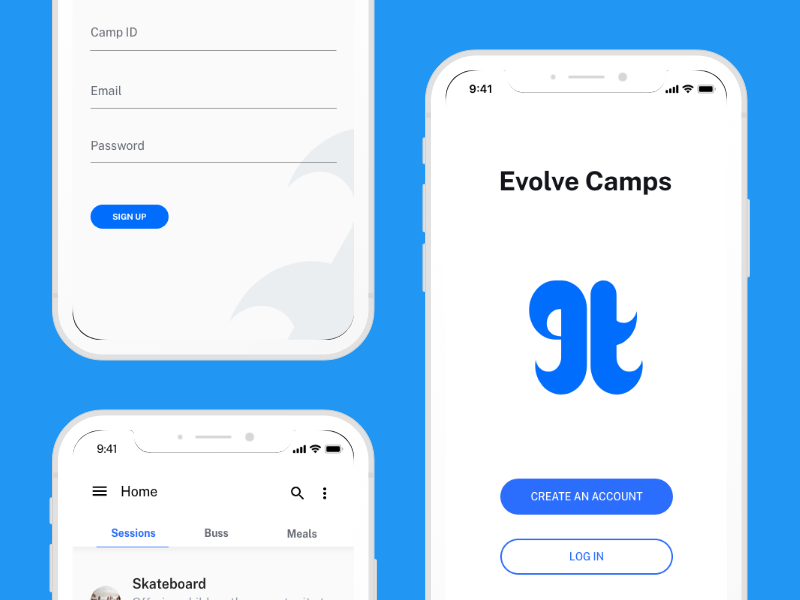 Camp ID
Email
Password
SIGN UP
9:41
Home
Sessions Buss Meals
Skateboard
9:41
Evolve Camps
gt
CREATE AN ACCOUNT
LOG IN